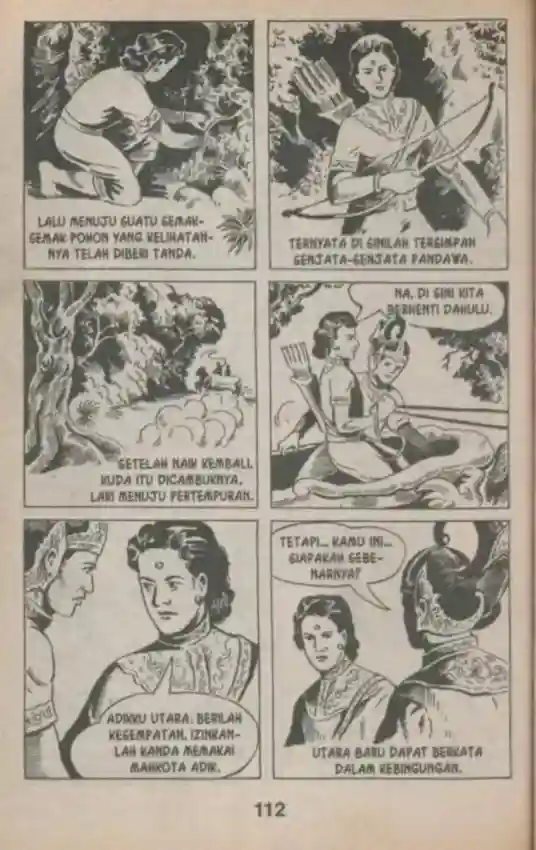 LALU MENUJU SUATU SEMAK-
SEMAK POHON YANG KELIHATAN-
NYA TELAH DIBERI TANDA.
TERNYATA DI SINILAH TERSIMPAN
SENJATA-SENJATA PANDAWA.
SETELAH NAIK KEMBALI,
KUDA ITU DICAMBUKNYA,
LARI MENUJU PERTEMPURAN.
NA, DI SINI KITA
BERHENTI DAHULU.
ADIKKU UTARA, BERILAH
KESEMPATAN, IZINKAN-
LAH KANDA MEMAKAI
MAHKOTA ADIK.
TETAPI... KAMU INI...
SIAPAKAH SEBE-
NARNYA?
UTARA BARU DAPAT BERKATA
DALAM KEBINGUNGAN.
112